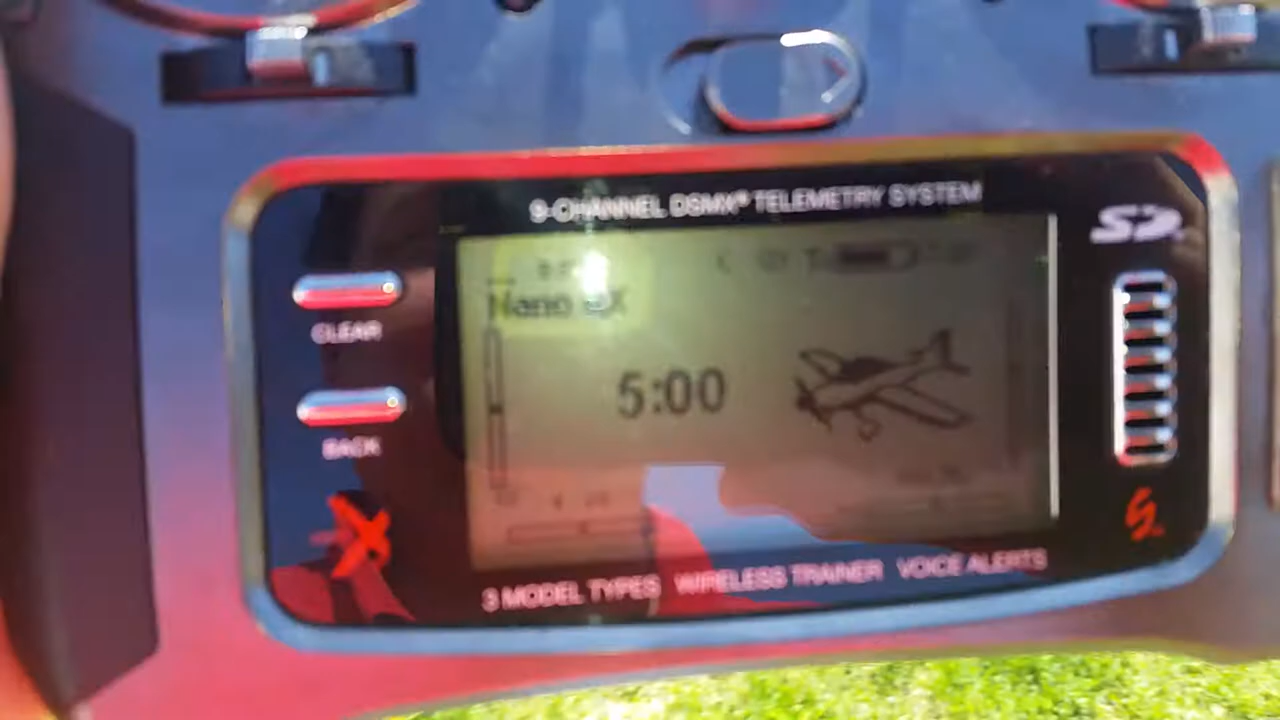 9-CHANNEL DSMX® TELEMETRY SYSTEM
Nano
CLEAR
5:00
BACK
3 MODEL TYPES WIRELESS TRAINER VOICE ALERTS